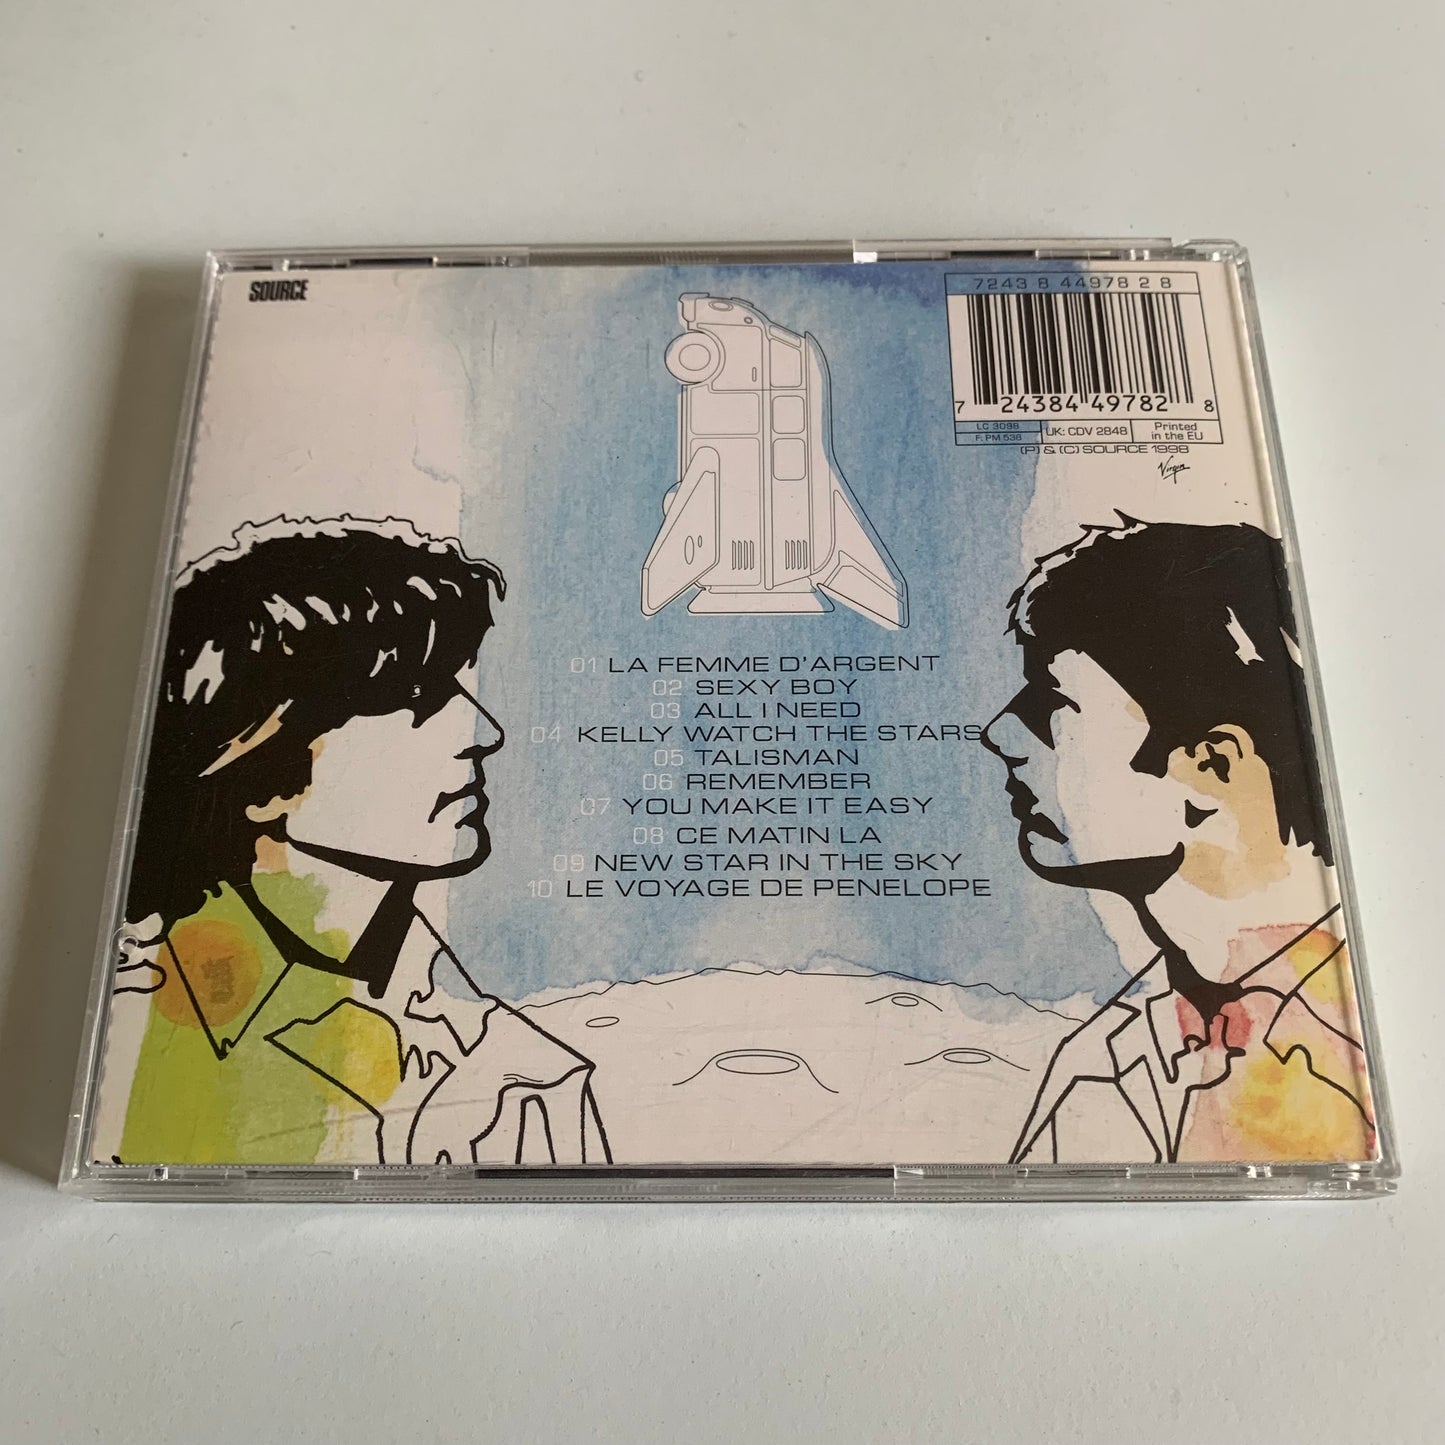 SOURCE
7243 8 44978 2 8
7 24384 49782 8
LC 3098
F: PM 538
UK: CDV 2848
Printed
in the EU
(P) & (C) SOURCE 1998
Virgin
01 LA FEMME D'ARGENT
02 SEXY BOY
03 ALL I NEED
04 KELLY WATCH THE STARS
05 TALISMAN
06 REMEMBER
07 YOU MAKE IT EASY
08 CE MATIN LA
09 NEW STAR IN THE SKY
10 LE VOYAGE DE PENELOPE